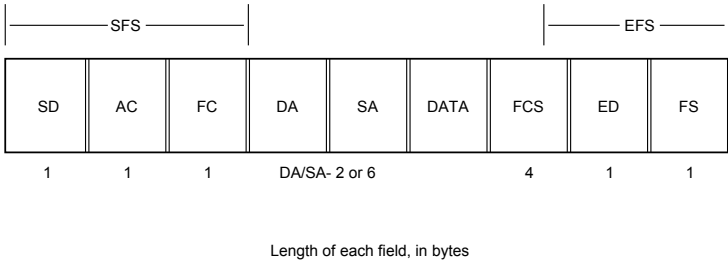 SFS EFS
SD AC FC DA SA DATA FCS ED FS
1 1 1 DA/SA- 2 or 6 4 1 1
Length of each field, in bytes